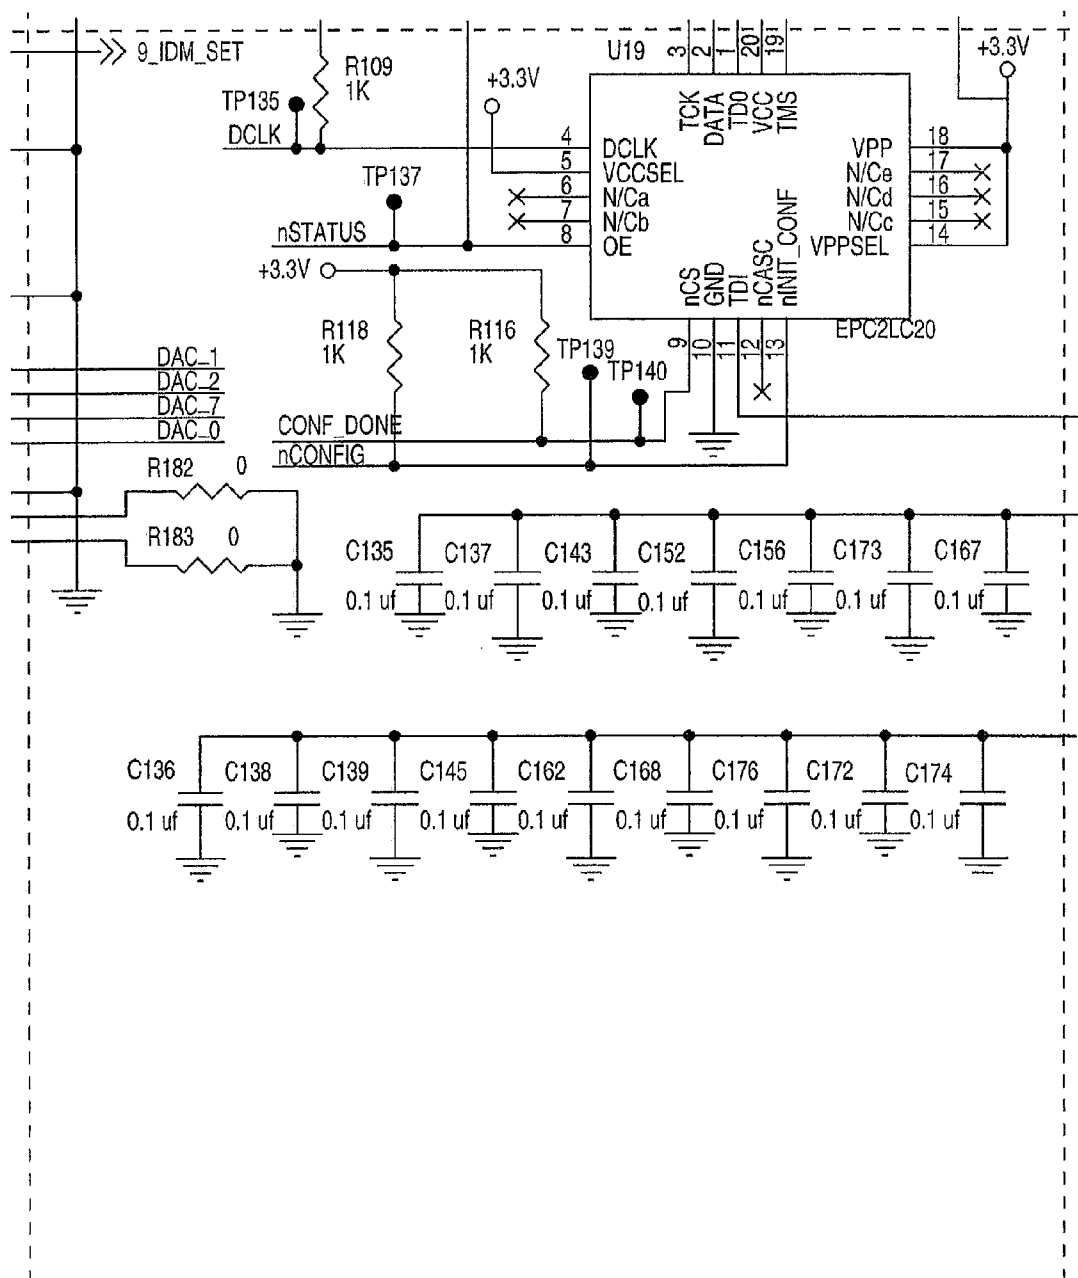 9_IDM_SET
R109
1K
TP135
DCLK
+3.3V
U19
3 2 1 20 19
+3.3V
TCK DATA TDO VCC TMS
4 DCLK
5 VCCSEL
6 N/Ca
7 N/Cb
8 OE
VPP 18
N/Ce 17
N/Cd 16
N/Cc 15
VPPSEL 14
nCS GND TDI nCASC nINIT_CONF
9 10 11 12 13
EPC2LC20
TP137
nSTATUS
+3.3V
R118
1K
R116
1K
TP139
TP140
DAC_1
DAC_2
DAC_7
DAC_0
CONF_DONE
nCONFIG
R182 0
R183 0
C135 C137 C143 C152 C156 C173 C167
0.1 uf 0.1 uf 0.1 uf 0.1 uf 0.1 uf 0.1 uf 0.1 uf
C136 C138 C139 C145 C162 C168 C176 C172 C174
0.1 uf 0.1 uf 0.1 uf 0.1 uf 0.1 uf 0.1 uf 0.1 uf 0.1 uf 0.1 uf